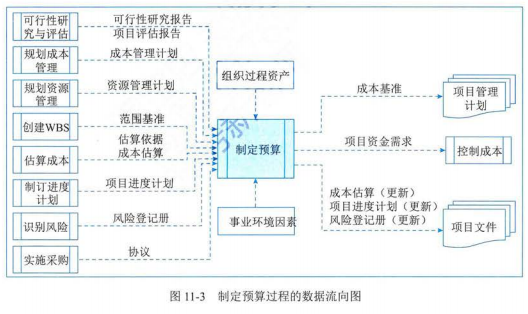 可行性研
究与评估
可行性研究报告
项目评估报告
规划成本
管理
成本管理计划
规划资源
管理
资源管理计划
创建WBS
范围基准
估算成本
估算依据
成本估算
制订进度
计划
项目进度计划
识别风险
风险登记册
实施采购
协议
组织过程资产
制定预算
事业环境因素
成本基准
项目管理
计划
项目资金需求
控制成本
成本估算（更新）
项目进度计划（更新）
风险登记册（更新）
项目文件
图 11-3 制定预算过程的数据流向图